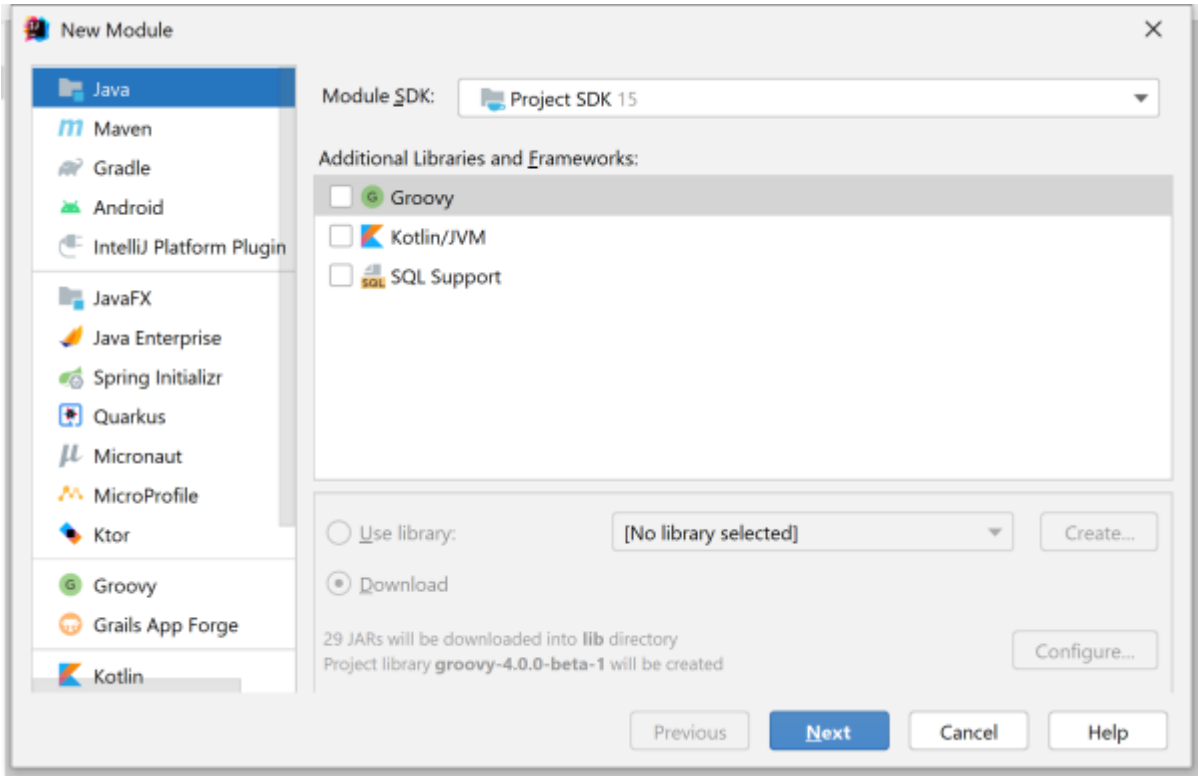 New Module
Java
Maven
Gradle
Android
IntelliJ Platform Plugin
JavaFX
Java Enterprise
Spring Initializr
Quarkus
Micronaut
MicroProfile
Ktor
Groovy
Grails App Forge
Kotlin
Module SDK: Project SDK 15
Additional Libraries and Frameworks:
G Groovy
Kotlin/JVM
SQL SQL Support
Use library: [No library selected] Create...
Download
29 JARs will be downloaded into lib directory
Project library groovy-4.0.0-beta-1 will be created
Configure...
Previous Next Cancel Help